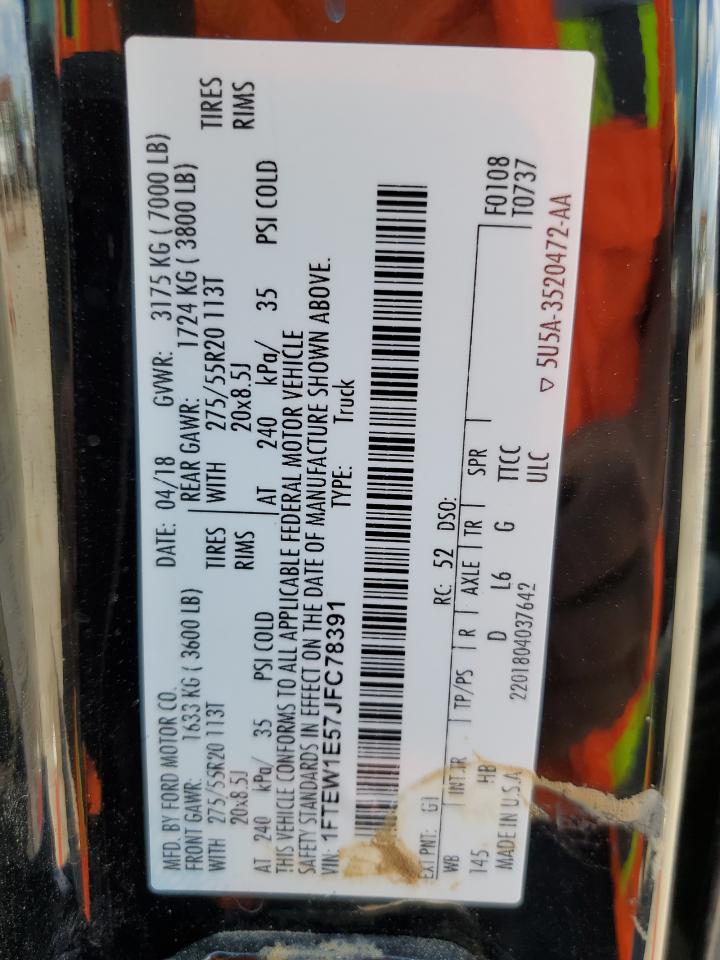 MFD. BY FORD MOTOR CO.
DATE: 04/18 GVWR: 3175 KG ( 7000 LB)
FRONT GAWR: 1633 KG ( 3600 LB)
REAR GAWR: 1724 KG ( 3800 LB)
WITH 275/55R20 113T TIRES
WITH 275/55R20 113T TIRES
20x8.5J RIMS
20x8.5J RIMS
AT 240 kPa/ 35 PSI COLD
AT 240 kPa/ 35 PSI COLD
THIS VEHICLE CONFORMS TO ALL APPLICABLE FEDERAL MOTOR VEHICLE
SAFETY STANDARDS IN EFFECT ON THE DATE OF MANUFACTURE SHOWN ABOVE.
VIN: 1FTEW1E57JFC78391 TYPE: Truck
F0108
T0737
EXT PNT: G1 RC: 52 DSO:
WB INT TR TP/PS R AXLE TR SPR
145 HB D L6 G TTCC
MADE IN U.S.A. 2201804037642 ULC
▽ 5U5A-3520472-AA